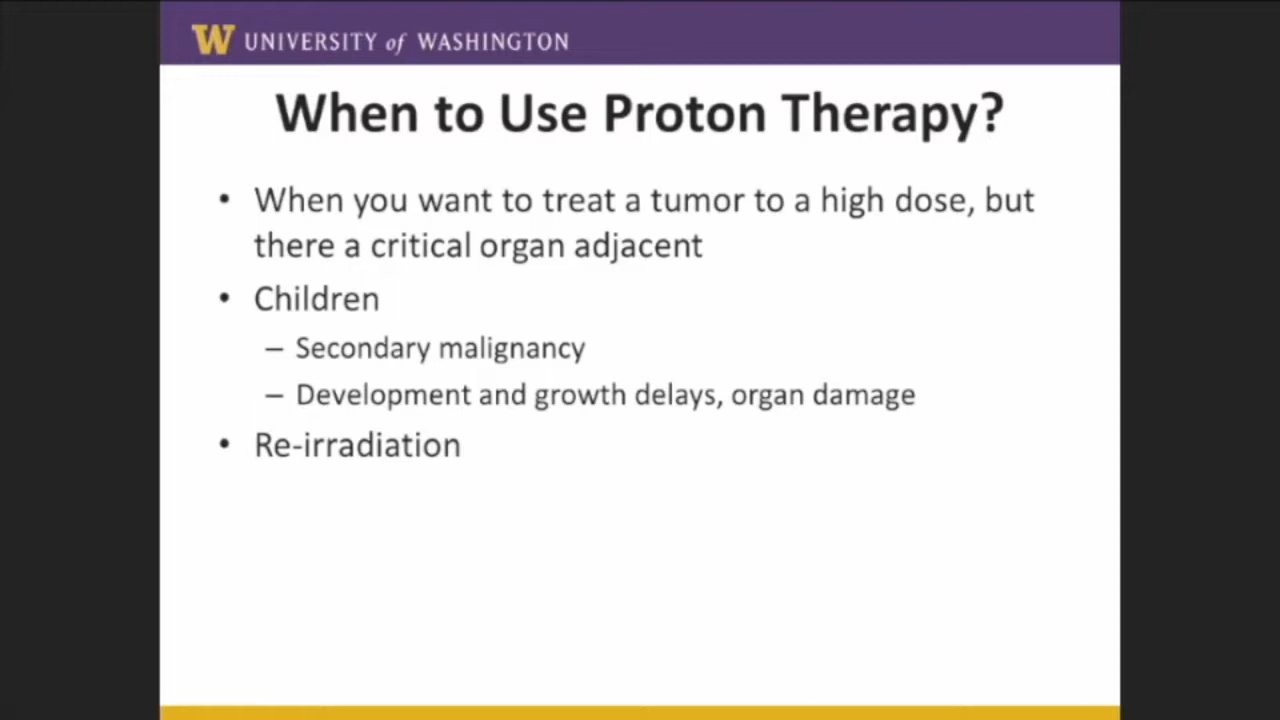 W UNIVERSITY of WASHINGTON
When to Use Proton Therapy?
• When you want to treat a tumor to a high dose, but
there a critical organ adjacent
• Children
– Secondary malignancy
– Development and growth delays, organ damage
• Re-irradiation